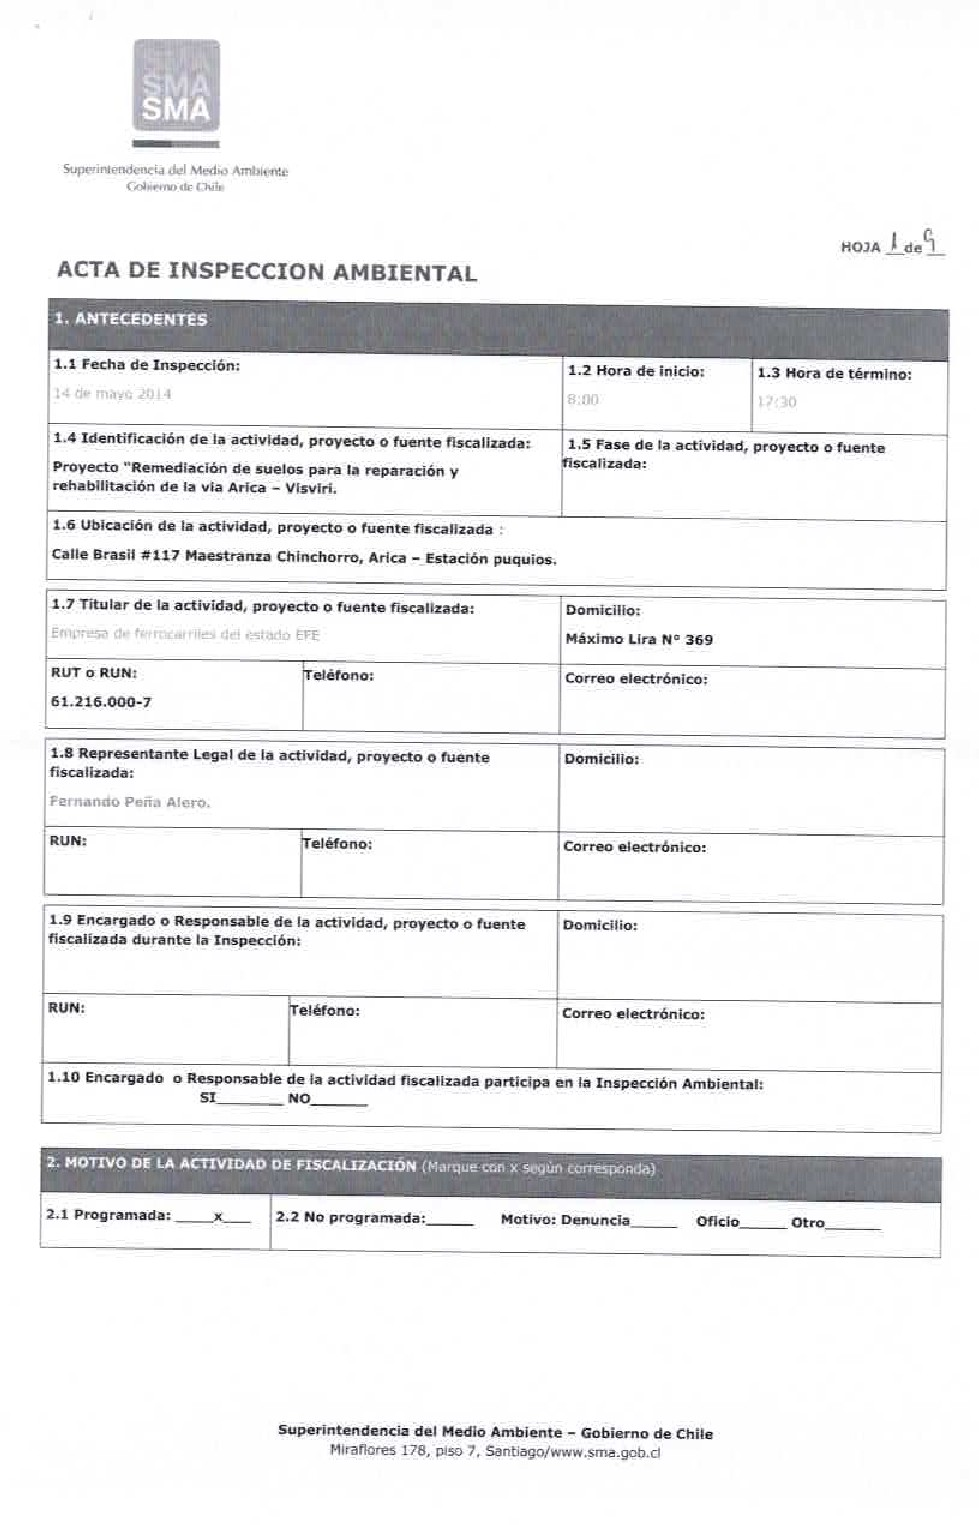 SMA
SMA
Superintendencia del Medio Ambiente
Gobierno de Chile
HOJA 1 de 9
ACTA DE INSPECCION AMBIENTAL
1. ANTECEDENTES
1.1 Fecha de Inspección:
14 de mayo 2014
1.2 Hora de inicio:
8:00
1.3 Hora de término:
17:30
1.4 Identificación de la actividad, proyecto o fuente fiscalizada:
Proyecto "Remediación de suelos para la reparación y
rehabilitación de la via Arica – Visviri.
1.5 Fase de la actividad, proyecto o fuente
fiscalizada:
1.6 Ubicación de la actividad, proyecto o fuente fiscalizada :
Calle Brasil #117 Maestranza Chinchorro, Arica – Estación puquios.
1.7 Titular de la actividad, proyecto o fuente fiscalizada:
Empresa de ferrocarriles del estado EFE
Domicilio:
Máximo Lira N° 369
RUT o RUN:
61.216.000-7
Teléfono:
Correo electrónico:
1.8 Representante Legal de la actividad, proyecto o fuente
fiscalizada:
Fernando Peña Alero.
Domicilio:
RUN:
Teléfono:
Correo electrónico:
1.9 Encargado o Responsable de la actividad, proyecto o fuente
fiscalizada durante la Inspección:
Domicilio:
RUN:
Teléfono:
Correo electrónico:
1.10 Encargado o Responsable de la actividad fiscalizada participa en la Inspección Ambiental:
SI_______ NO______
2. MOTIVO DE LA ACTIVIDAD DE FISCALIZACIÓN (Marque con x según corresponda)
2.1 Programada: ____x___
2.2 No programada:_____ Motivo: Denuncia_____ Oficio_____ Otro______
Superintendencia del Medio Ambiente – Gobierno de Chile
Miraflores 178, piso 7, Santiago/www.sma.gob.cl